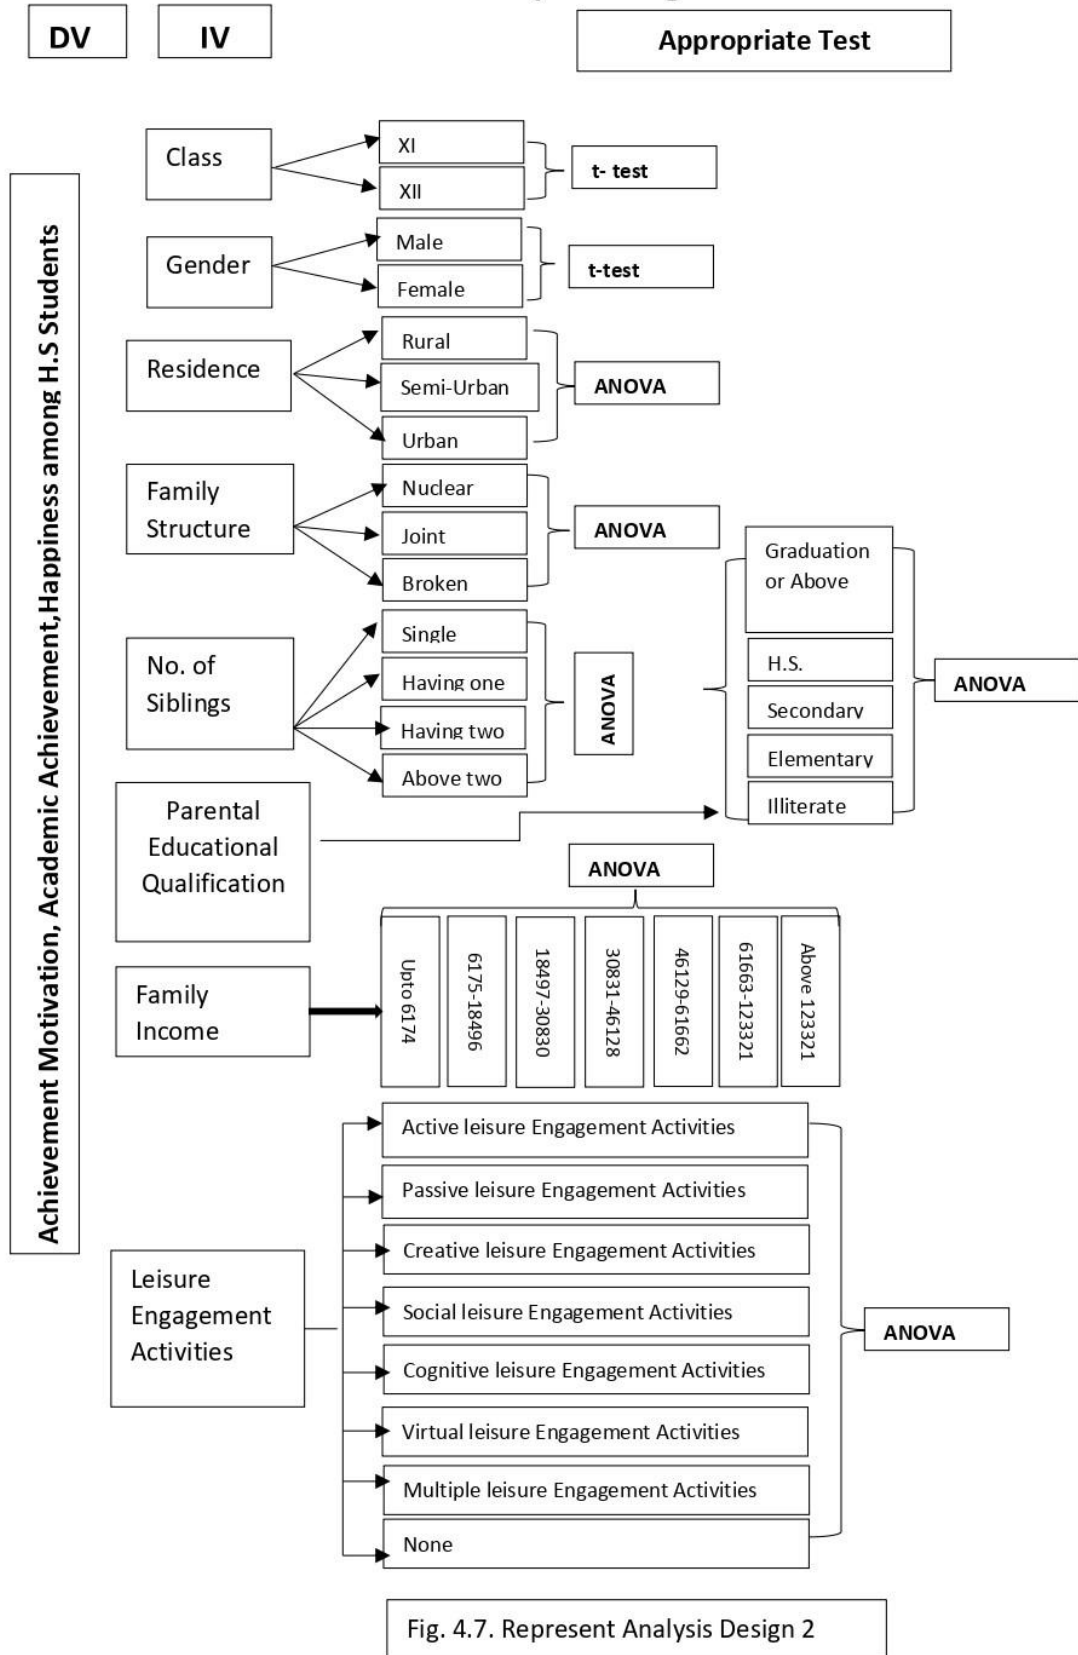 DV
IV
Appropriate Test
Achievement Motivation, Academic Achievement,Happiness among H.S Students
Class
XI
XII
t- test
Gender
Male
Female
t-test
Residence
Rural
Semi-Urban
Urban
ANOVA
Family
Structure
Nuclear
Joint
Broken
ANOVA
No. of
Siblings
Single
Having one
Having two
Above two
ANOVA
Parental
Educational
Qualification
Graduation
or Above
H.S.
Secondary
Elementary
Illiterate
ANOVA
Family
Income
ANOVA
Upto 6174
6175-18496
18497-30830
30831-46128
46129-61662
61663-123321
Above 123321
Leisure
Engagement
Activities
Active leisure Engagement Activities
Passive leisure Engagement Activities
Creative leisure Engagement Activities
Social leisure Engagement Activities
Cognitive leisure Engagement Activities
Virtual leisure Engagement Activities
Multiple leisure Engagement Activities
None
ANOVA
Fig. 4.7. Represent Analysis Design 2